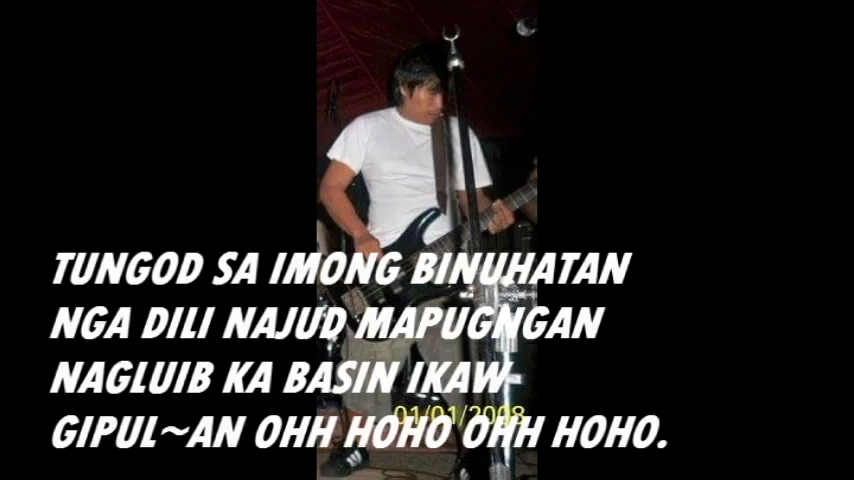 TUNGOD SA IMONG BINUHATAN
NGA DILI NAJUD MAPUGNGAN
NAGLUIB KA BASIN IKAW
01/01/2008
GIPUL~AN OHH HOHO OHH HOHO.